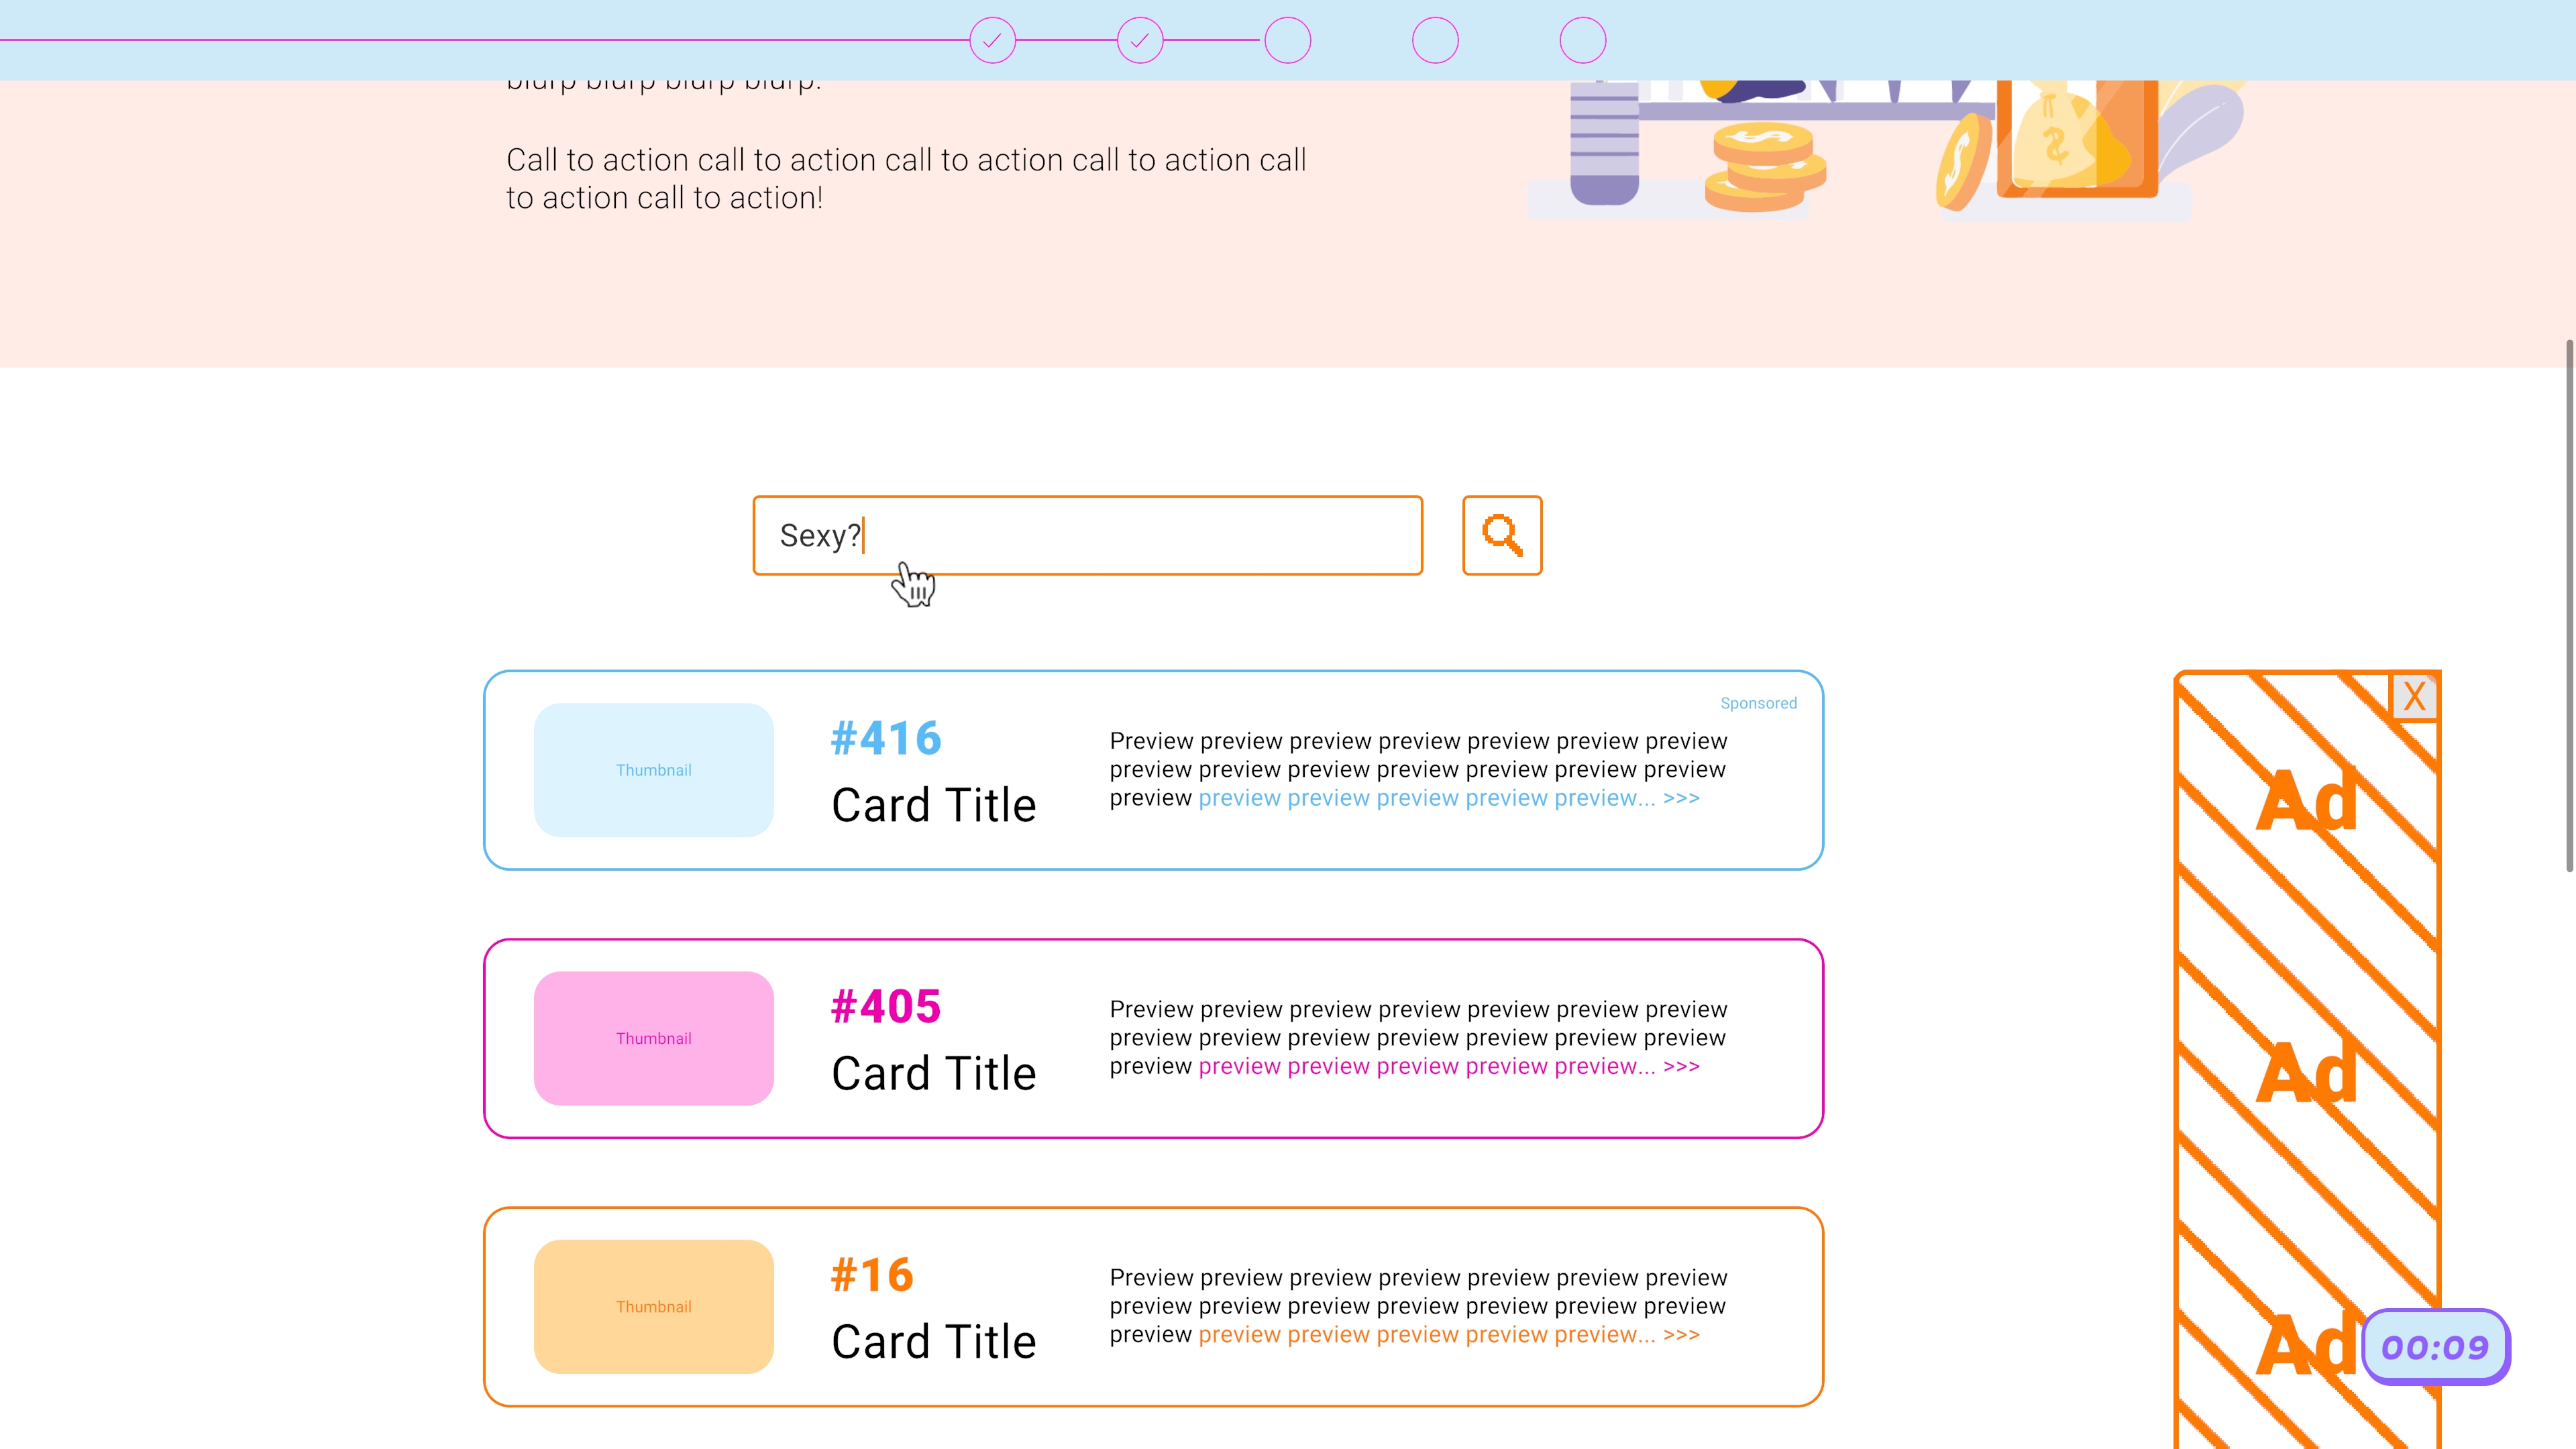 blurp blurp blurp blurp.
Call to action call to action call to action call to action call
to action call to action!
Sexy?
Sponsored
Thumbnail
#416
Card Title
Preview preview preview preview preview preview preview
preview preview preview preview preview preview preview
preview preview preview preview preview preview... >>>
Thumbnail
#405
Card Title
Preview preview preview preview preview preview preview
preview preview preview preview preview preview preview
preview preview preview preview preview preview... >>>
Thumbnail
#16
Card Title
Preview preview preview preview preview preview preview
preview preview preview preview preview preview preview
preview preview preview preview preview preview... >>>
X
Ad
Ad
Ad
00:09